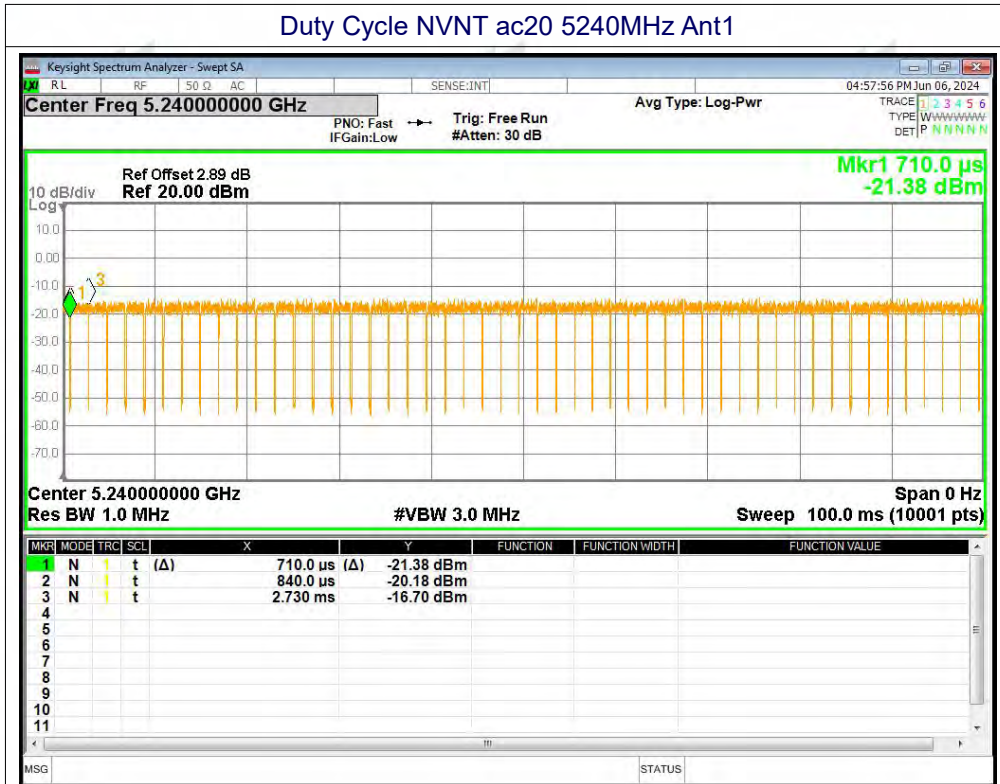 Duty Cycle NVNT ac20 5240MHz Ant1
Keysight Spectrum Analyzer - Swept SA
LXI RL RF 50 Ω AC SENSE:INT 04:57:56 PM Jun 06, 2024
Center Freq 5.240000000 GHz Avg Type: Log-Pwr TRACE 1 2 3 4 5 6
PNO: Fast Trig: Free Run TYPE WWWWWW
IFGain:Low #Atten: 30 dB DET P N N N N N
Mkr1 710.0 µs
Ref Offset 2.89 dB
10 dB/div Ref 20.00 dBm -21.38 dBm
Log
10.0
0.00
-10.0
1 3
-20.0
-30.0
-40.0
-50.0
-60.0
-70.0
Center 5.240000000 GHz Span 0 Hz
Res BW 1.0 MHz #VBW 3.0 MHz Sweep 100.0 ms (10001 pts)
MKR MODE TRC SCL X Y FUNCTION FUNCTION WIDTH FUNCTION VALUE
1 N 1 t (Δ) 710.0 µs (Δ) -21.38 dBm
2 N 1 t 840.0 µs -20.18 dBm
3 N 1 t 2.730 ms -16.70 dBm
4
5
6
7
8
9
10
11
MSG STATUS